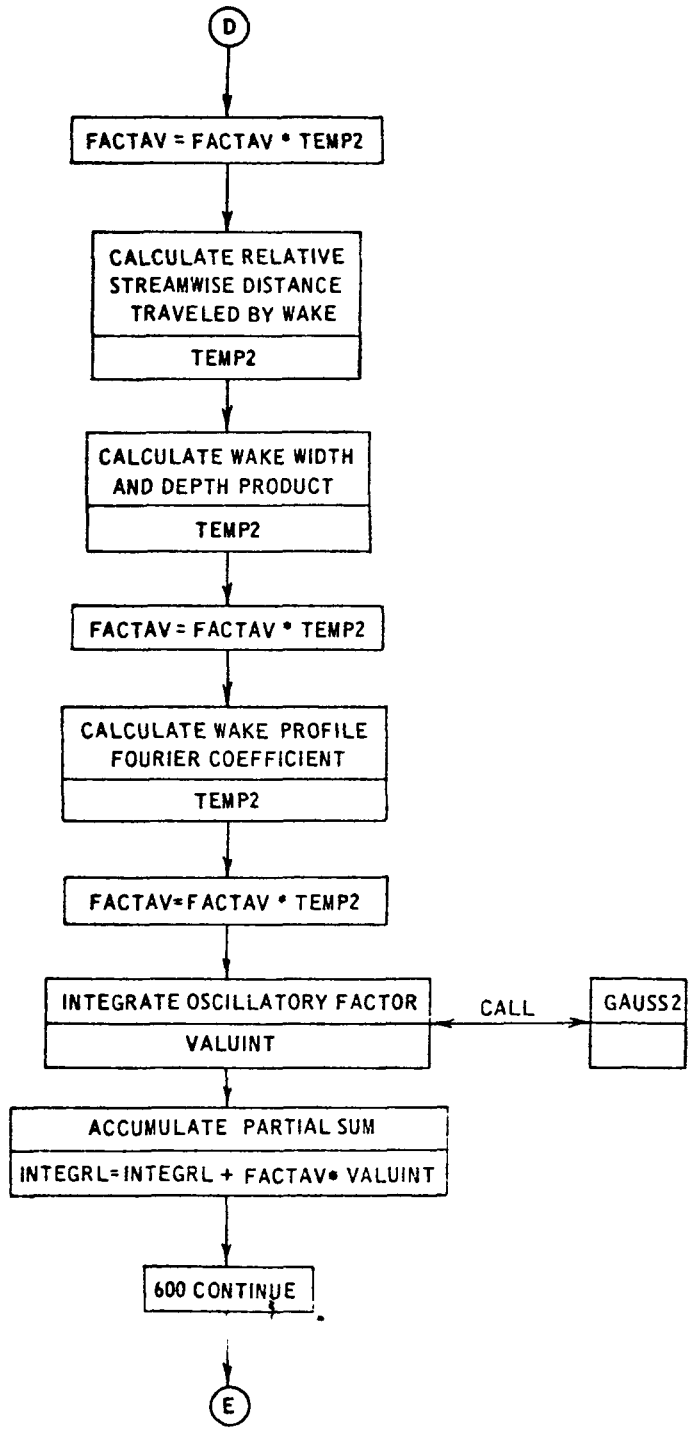 D
FACTAV = FACTAV * TEMP2
CALCULATE RELATIVE
STREAMWISE DISTANCE
TRAVELED BY WAKE
TEMP2
CALCULATE WAKE WIDTH
AND DEPTH PRODUCT
TEMP2
FACTAV = FACTAV * TEMP2
CALCULATE WAKE PROFILE
FOURIER COEFFICIENT
TEMP2
FACTAV=FACTAV * TEMP2
INTEGRATE OSCILLATORY FACTOR
VALUINT
CALL
GAUSS2
ACCUMULATE PARTIAL SUM
INTEGRL=INTEGRL + FACTAV* VALUINT
600 CONTINUE
E